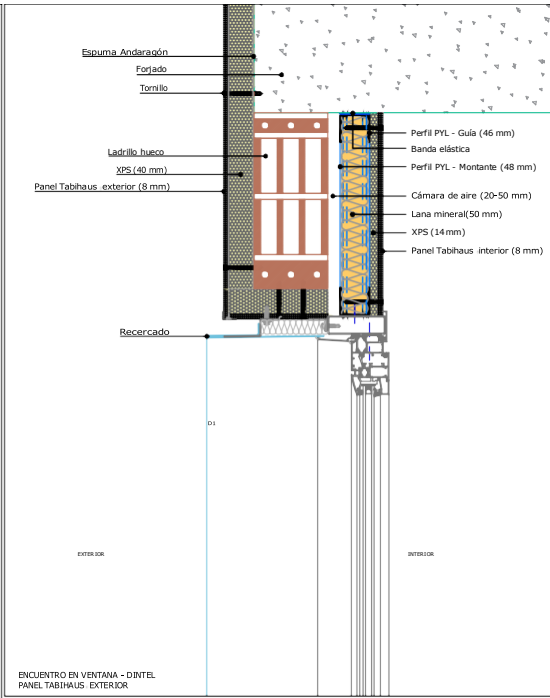 Espuma Andaragón
Forjado
Tornillo
Ladrillo hueco
XPS (40 mm)
Panel Tabihaus exterior (8 mm)
Recercado
Perfil PYL - Guía (46 mm)
Banda elástica
Perfil PYL - Montante (48 mm)
Cámara de aire (20-50 mm)
Lana mineral(50 mm)
XPS (14 mm)
Panel Tabihaus interior (8 mm)
D1
EXTERIOR
INTERIOR
ENCUENTRO EN VENTANA - DINTEL
PANEL TABIHAUS EXTERIOR